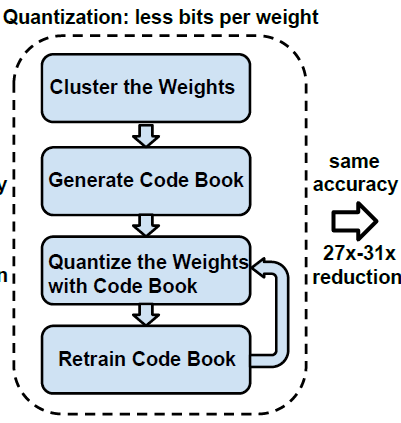 Quantization: less bits per weight
Cluster the Weights
Generate Code Book
Quantize the Weights
with Code Book
Retrain Code Book
same
accuracy
27x-31x
reduction